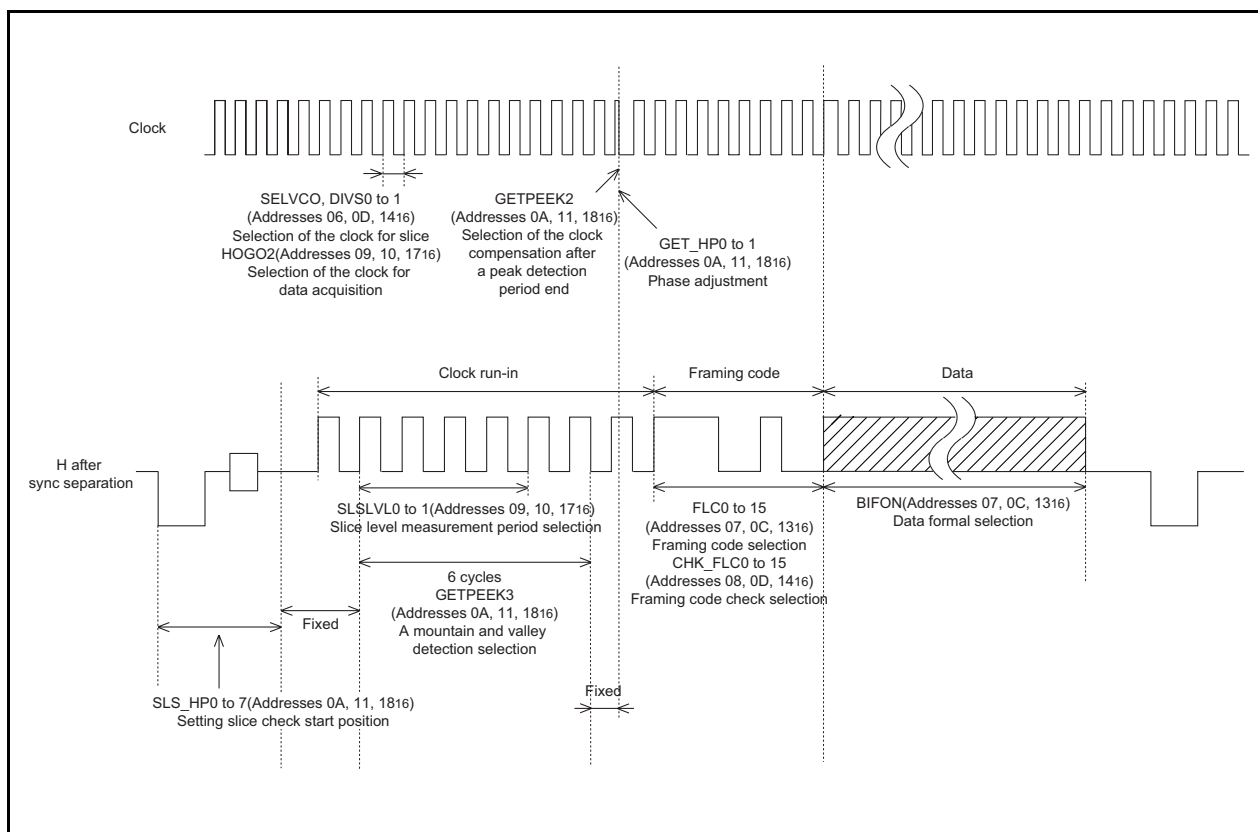 Clock
SELVCO, DIVS0 to 1
(Addresses 06, 0D, 1416)
Selection of the clock for slice
HOGO2(Addresses 09, 10, 1716)
Selection of the clock for
data acquisition
GETPEEK2
(Addresses 0A, 11, 1816)
Selection of the clock
compensation after
a peak detection
period end
GET_HP0 to 1
(Addresses 0A, 11, 1816)
Phase adjustment
Clock run-in
Framing code
Data
H after
sync separation
SLSLVL0 to 1(Addresses 09, 10, 1716)
Slice level measurement period selection
FLC0 to 15
(Addresses 07, 0C, 1316)
Framing code selection
CHK_FLC0 to 15
(Addresses 08, 0D, 1416)
Framing code check selection
BIFON(Addresses 07, 0C, 1316)
Data formal selection
6 cycles
GETPEEK3
(Addresses 0A, 11, 1816)
A mountain and valley
detection selection
Fixed
Fixed
SLS_HP0 to 7(Addresses 0A, 11, 1816)
Setting slice check start position